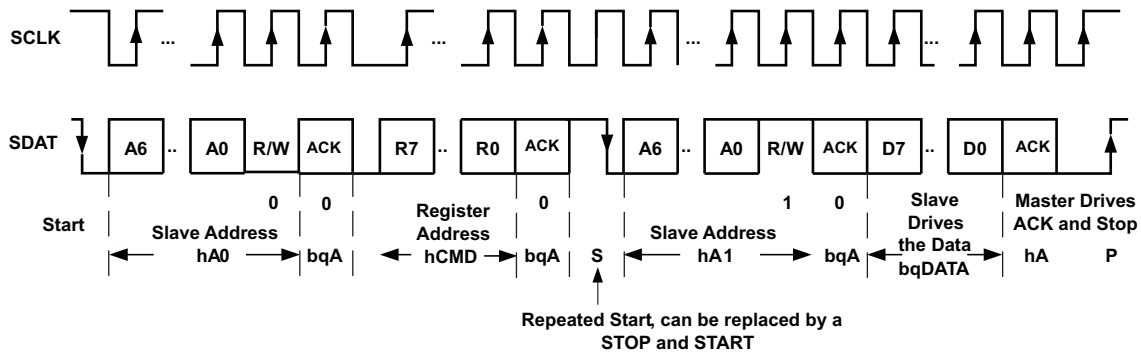 SCLK ... ... ... ...
SDAT A6 .. A0 R/W ACK R7 .. R0 ACK A6 .. A0 R/W ACK D7 .. D0 ACK
0 0 0 1 0
Start
Slave Address
hA0
bqA
Register
Address
hCMD
bqA
S
Slave Address
hA1
bqA
Slave
Drives
the Data
bqDATA
Master Drives
ACK and Stop
hA
P
Repeated Start, can be replaced by a
STOP and START